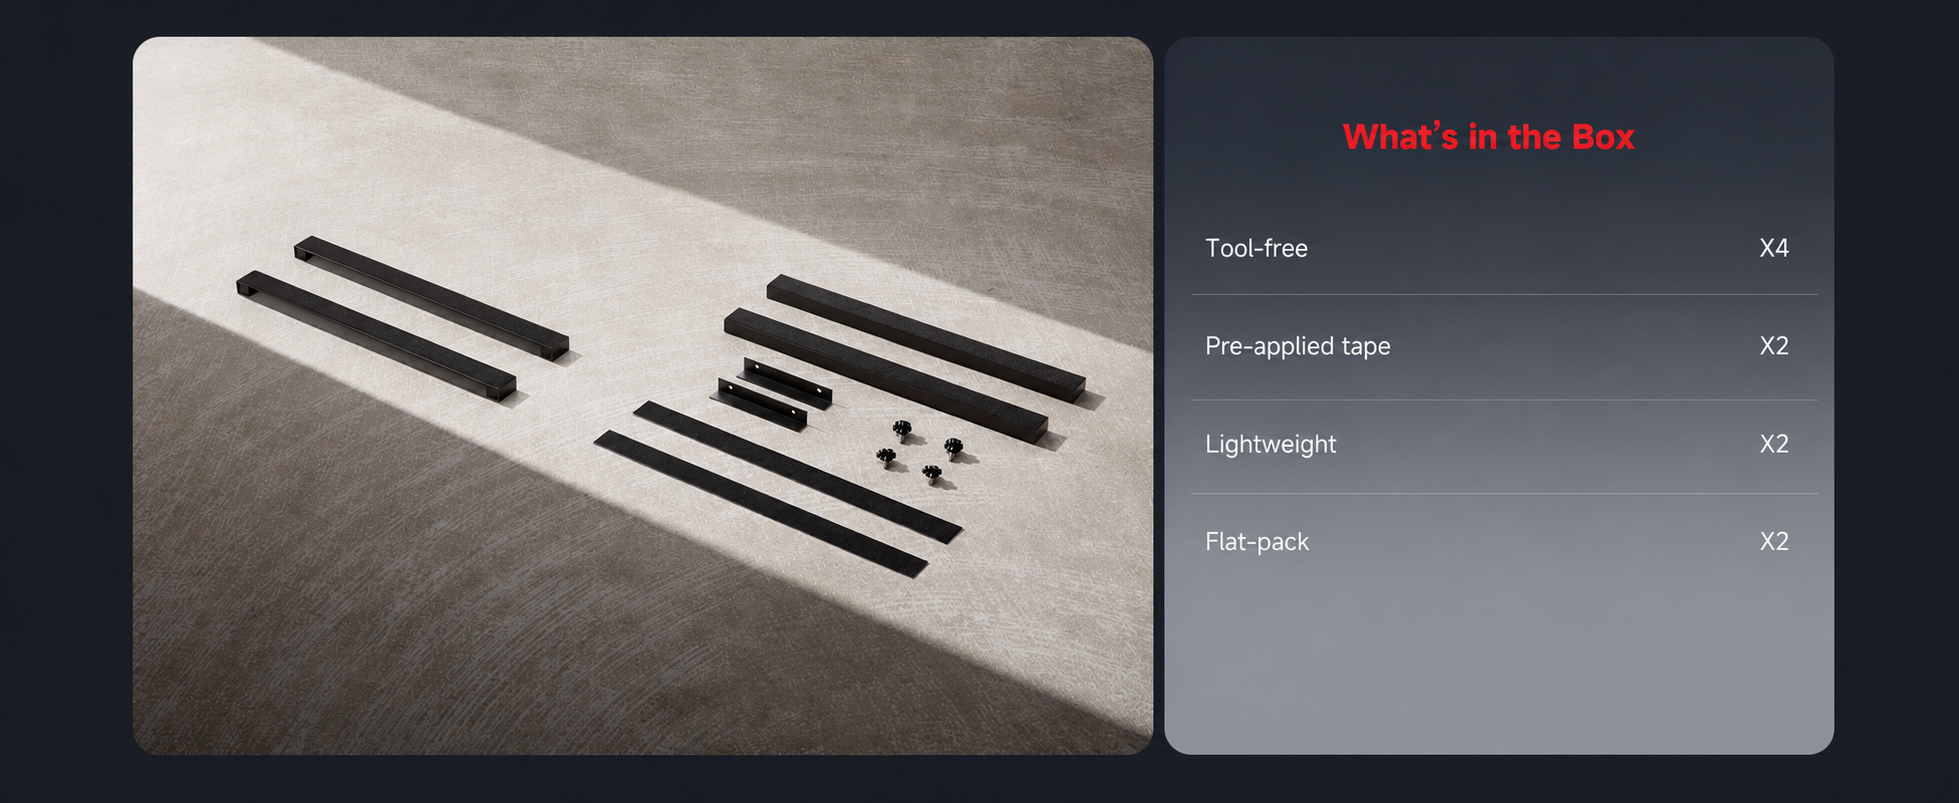 What's in the Box
Tool-free X4
Pre-applied tape X2
Lightweight X2
Flat-pack X2